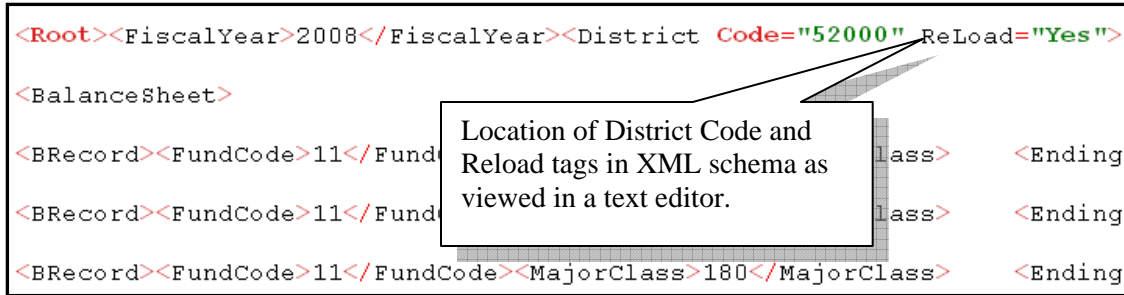 <Root><FiscalYear>2008</FiscalYear><District Code="52000" ReLoad="Yes">
<BalanceSheet>
Location of District Code and
Reload tags in XML schema as
viewed in a text editor.
<BRecord><FundCode>11</Fund lass> <Ending
<BRecord><FundCode>11</Fund lass> <Ending
<BRecord><FundCode>11</FundCode><MajorClass>180</MajorClass> <Ending